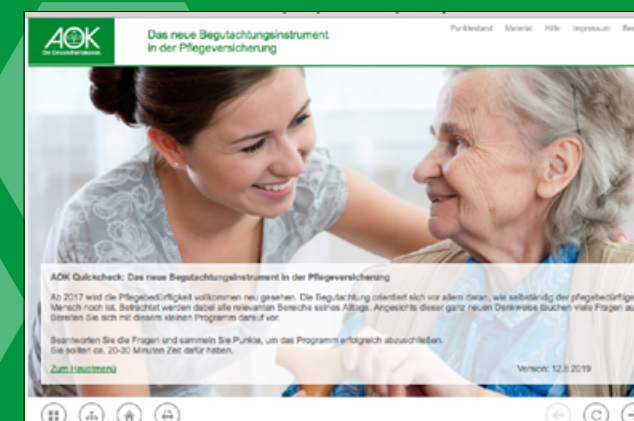 AOK
Die Gesundheitskasse.
Das neue Begutachtungsinstrument
in der Pflegeversicherung
Punktestand Material Hilfe Impressum Bee
AOK Quickcheck: Das neue Begutachtungsinstrument in der Pflegeversicherung
Ab 2017 wird die Pflegebedürftigkeit vollkommen neu gesehen. Die Begutachtung orientiert sich vor allem daran, wie selbständig der pflegebedürftige
Mensch noch ist. Betrachtet werden dabei alle relevanten Bereiche seines Alltags. Angesichts dieser ganz neuen Denkweise tauchen viele Fragen au
Bereiten Sie sich mit diesem kleinen Programm darauf vor.
Beantworten Sie die Fragen und sammeln Sie Punkte, um das Programm erfolgreich abzuschließen.
Sie sollten ca. 20-30 Minuten Zeit dafür haben.
Zum Hauptmenü
Version: 12.8.2019